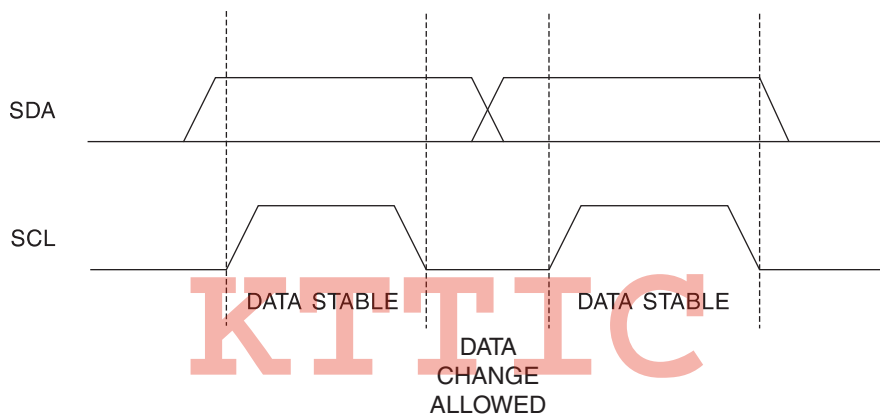 SDA
SCL
DATA STABLE
DATA STABLE
DATA
CHANGE
ALLOWED
KTTIC